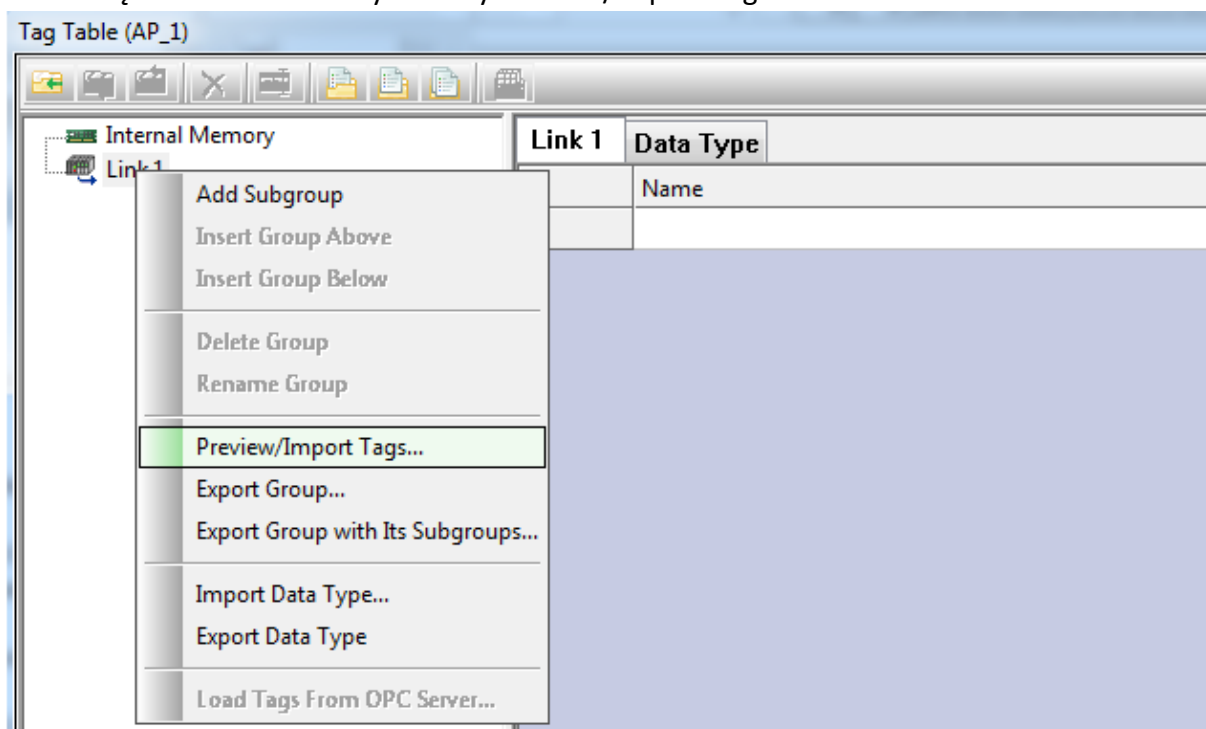 Tag Table (AP_1)
Internal Memory
Link 1
Link 1 Data Type
Name
Add Subgroup
Insert Group Above
Insert Group Below
Delete Group
Rename Group
Preview/Import Tags...
Export Group...
Export Group with Its Subgroups...
Import Data Type...
Export Data Type
Load Tags From OPC Server...